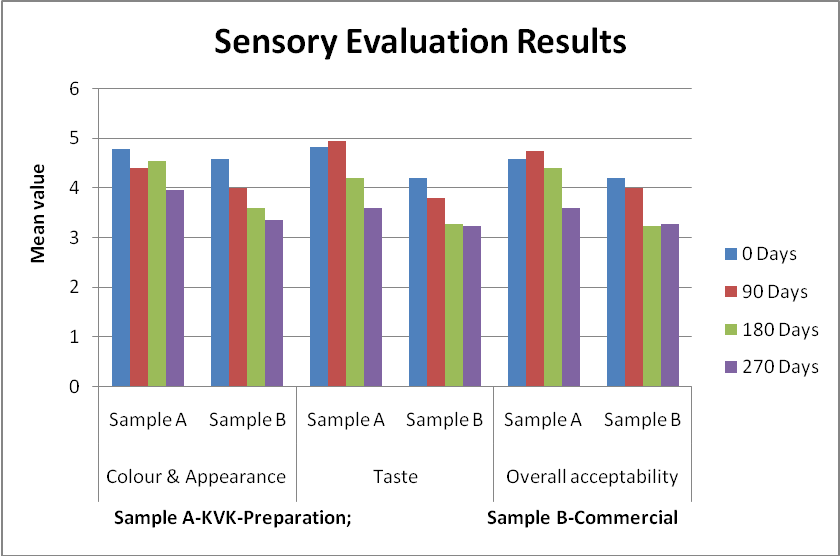 Sensory Evaluation Results
6
5
4
3
2
1
0
Mean value
0 Days
90 Days
180 Days
270 Days
Sample A Sample B Sample A Sample B Sample A Sample B
Colour & Appearance Taste Overall acceptability
Sample A-KVK-Preparation; Sample B-Commercial